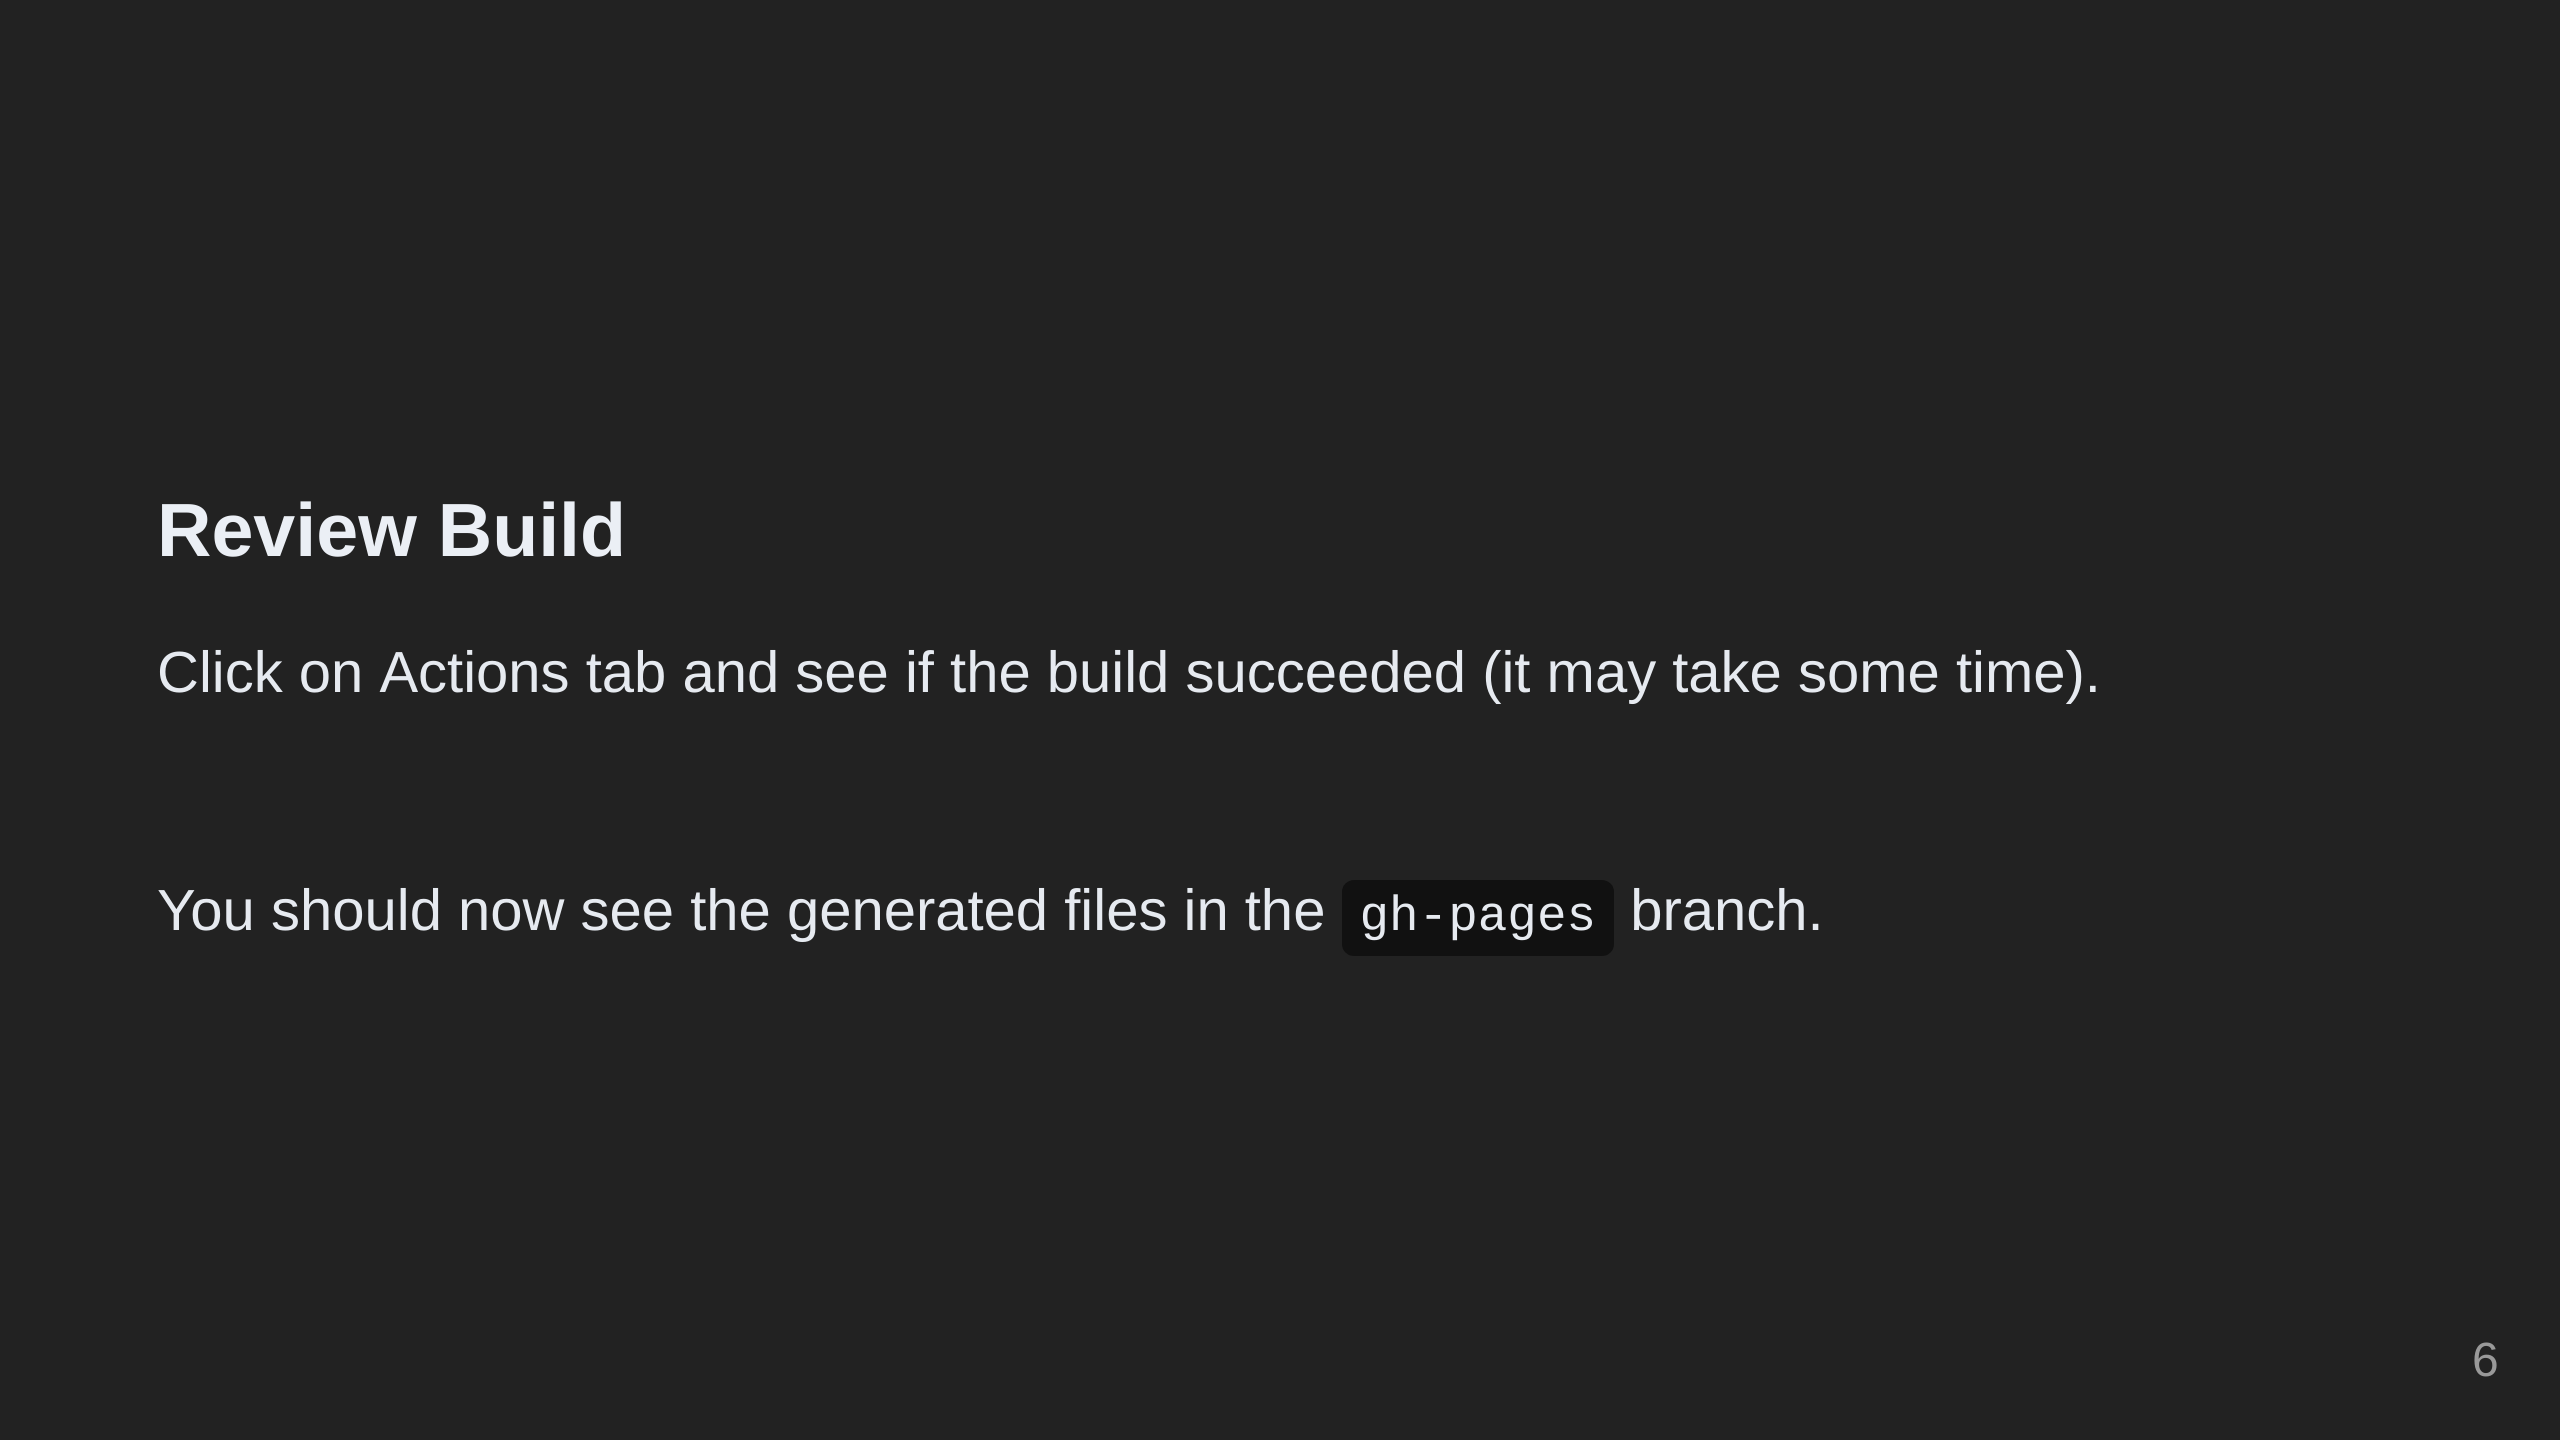 Review Build
Click on Actions tab and see if the build succeeded (it may take some time).
You should now see the generated files in the gh-pages branch.
6